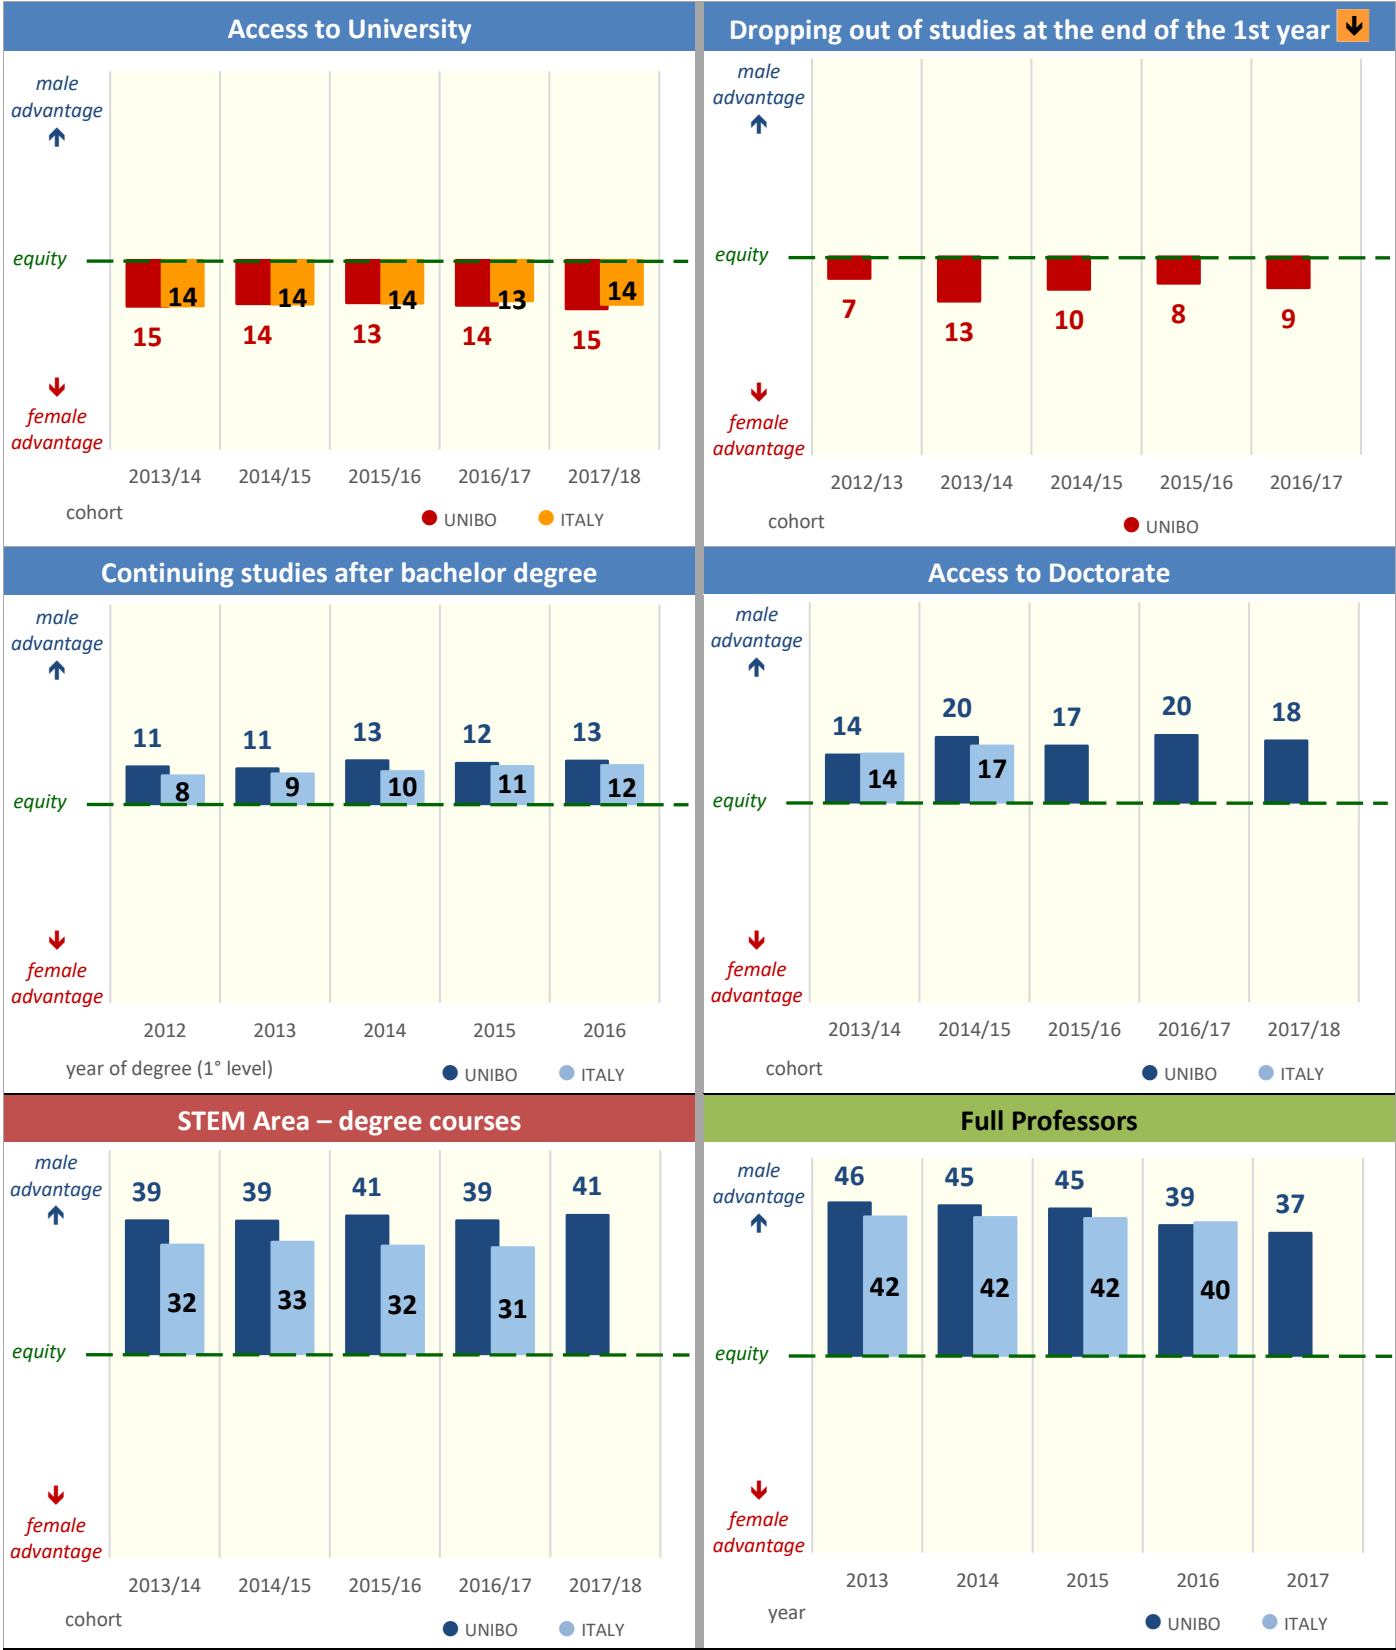 Access to University
male
advantage
equity
14
14
14
13
14
15
14
13
14
15
female
advantage
2013/14 2014/15 2015/16 2016/17 2017/18
cohort
UNIBO ITALY
Dropping out of studies at the end of the 1st year
male
advantage
equity
7
13
10
8
9
female
advantage
2012/13 2013/14 2014/15 2015/16 2016/17
cohort
UNIBO
Continuing studies after bachelor degree
male
advantage
11 11 13 12 13
8 9 10 11 12
equity
female
advantage
2012 2013 2014 2015 2016
year of degree (1° level)
UNIBO ITALY
Access to Doctorate
male
advantage
14 20 17 20 18
14 17
equity
female
advantage
2013/14 2014/15 2015/16 2016/17 2017/18
cohort
UNIBO ITALY
STEM Area – degree courses
male
advantage
39 39 41 39 41
32 33 32 31
equity
female
advantage
2013/14 2014/15 2015/16 2016/17 2017/18
cohort
UNIBO ITALY
Full Professors
male
advantage
46 45 45 39 37
42 42 42 40
equity
female
advantage
2013 2014 2015 2016 2017
year
UNIBO ITALY